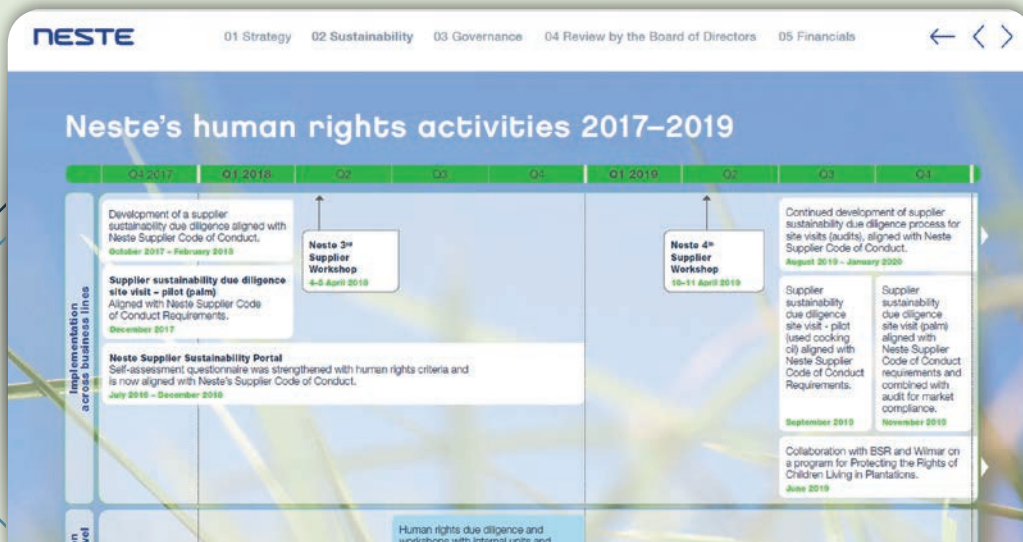 NESTE
01 Strategy 02 Sustainability 03 Governance 04 Review by the Board of Directors 05 Financials
Neste's human rights activities 2017–2019
Q4 2017 Q1 2018 Q2 Q3 Q4 Q1 2019 Q2 Q3 Q4
Implementation
across business lines
Development of a supplier
sustainability due diligence aligned with
Neste Supplier Code of Conduct.
October 2017 – February 2018
Supplier sustainability due diligence
site visit – pilot (palm)
Aligned with Neste Supplier Code
of Conduct Requirements.
December 2017
Neste Supplier Sustainability Portal
Self-assessment questionnaire was strengthened with human rights criteria and
is now aligned with Neste's Supplier Code of Conduct.
July 2016 – December 2018
Neste 3rd
Supplier
Workshop
4–5 April 2018
Neste 4th
Supplier
Workshop
10–11 April 2019
Continued development of supplier
sustainability due diligence process for
site visits (audits), aligned with Neste
Supplier Code of Conduct.
August 2019 – January 2020
Supplier
sustainability
due diligence
site visit - pilot
(used cooking
oil) aligned with
Neste Supplier
Code of Conduct
Requirements.
September 2019
Supplier
sustainability
due diligence
site visit (palm)
aligned with
Neste Supplier
Code of Conduct
requirements and
combined with
audit for market
compliance.
November 2019
Collaboration with BSR and Wilmar on
a program for Protecting the Rights of
Children Living in Plantations.
June 2019
Human rights due diligence and
workshops with internal units and